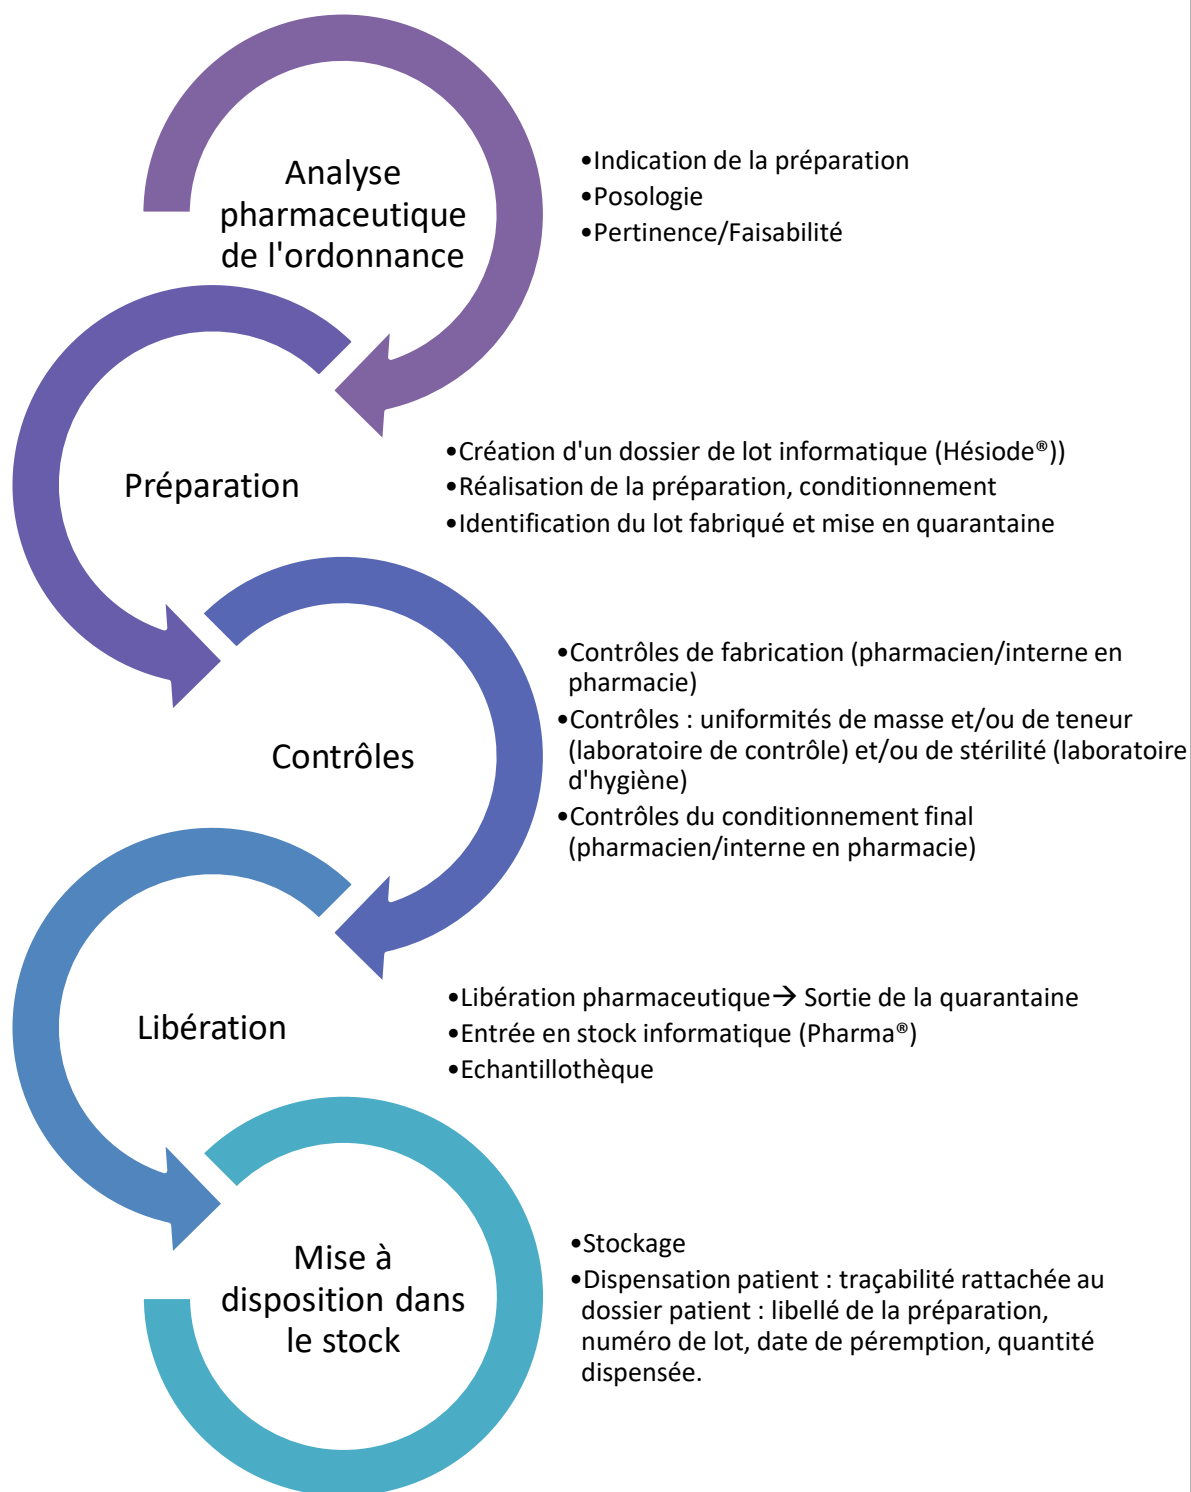 Analyse
pharmaceutique
de l'ordonnance
•Indication de la préparation
•Posologie
•Pertinence/Faisabilité
Préparation
•Création d'un dossier de lot informatique (Hésiode®))
•Réalisation de la préparation, conditionnement
•Identification du lot fabriqué et mise en quarantaine
Contrôles
•Contrôles de fabrication (pharmacien/interne en
pharmacie)
•Contrôles : uniformités de masse et/ou de teneur
(laboratoire de contrôle) et/ou de stérilité (laboratoire
d'hygiène)
•Contrôles du conditionnement final
(pharmacien/interne en pharmacie)
Libération
•Libération pharmaceutique→ Sortie de la quarantaine
•Entrée en stock informatique (Pharma®)
•Echantillothèque
Mise à
disposition dans
le stock
•Stockage
•Dispensation patient : traçabilité rattachée au
dossier patient : libellé de la préparation,
numéro de lot, date de péremption, quantité
dispensée.